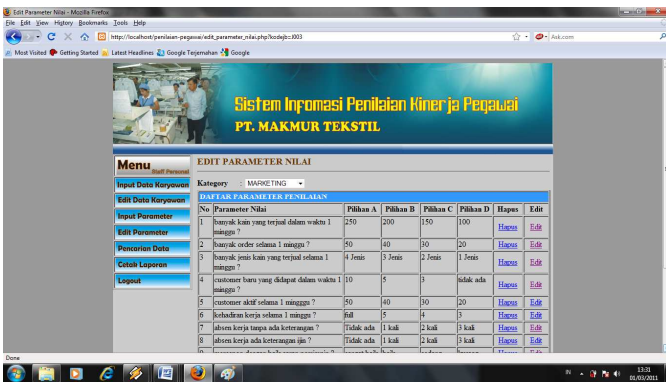 Edit Parameter Nilai - Mozilla Firefox
File Edit View History Bookmarks Tools Help
http://localhost/penilaian-pegawai/edit_parameter_nilai.php?kodejb=J003
Ask.com
Most Visited Getting Started Latest Headlines Google Terjemahan Google
Sistem Infromasi Penilaian Kinerja Pegawai
PT. MAKMUR TEKSTIL
Menu
Staff Personal
Input Data Karyawan
Edit Data Karyawan
Input Parameter
Edit Parameter
Pencarian Data
Cetak Laporan
Logout
EDIT PARAMETER NILAI
Kategory : MARKETING
DAFTAR PARAMETER PENILAIAN
No Parameter Nilai Pilihan A Pilihan B Pilihan C Pilihan D Hapus Edit
1 banyak kain yang terjual dalam waktu 1 minggu ? 250 200 150 100 Hapus Edit
2 banyak order selama 1 minggu ? 50 40 30 20 Hapus Edit
3 banyak jenis kain yang terjual selama 1 minggu ? 4 Jenis 3 Jenis 2 Jenis 1 Jenis Hapus Edit
4 customer baru yang didapat dalam waktu 1 minggu ? 10 5 3 tidak ada Hapus Edit
5 customer aktif selama 1 mingggu ? 50 40 30 20 Hapus Edit
6 kehadiran kerja selama 1 minggu ? full 5 4 3 Hapus Edit
7 absen kerja tanpa ada keterangan ? Tidak ada 1 kali 2 kali 3 kali Hapus Edit
8 absen kerja ada keterangan ijin ? Tidak ada 1 kali 2 kali 3 kali Hapus Edit
Done
IN
13:31
01/03/2011